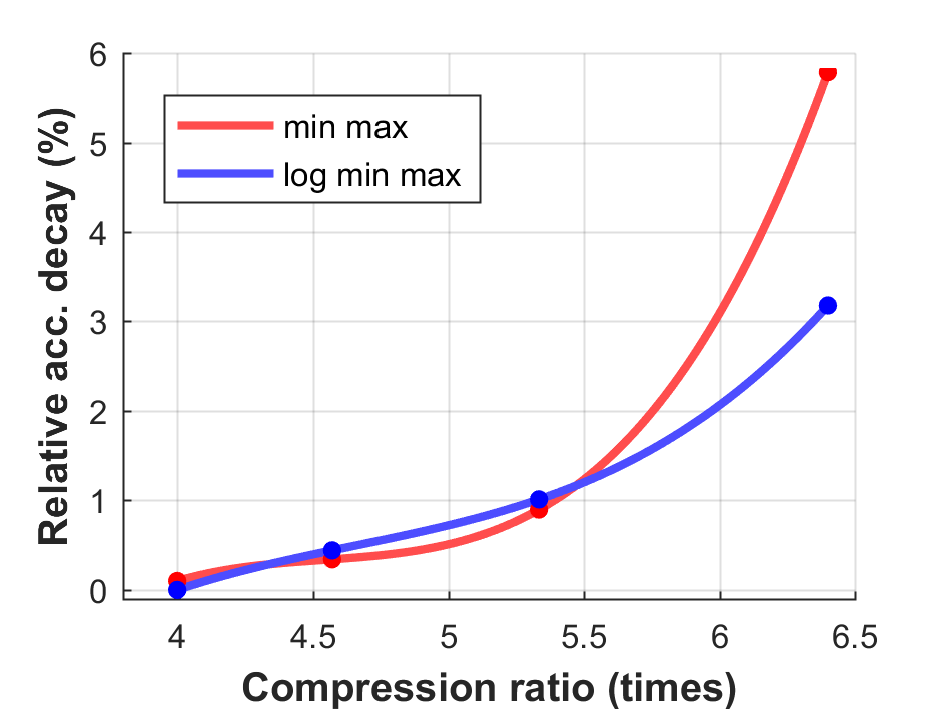 6
5
4
3
2
1
0
Relative acc. decay (%)
min max
log min max
4 4.5 5 5.5 6 6.5
Compression ratio (times)